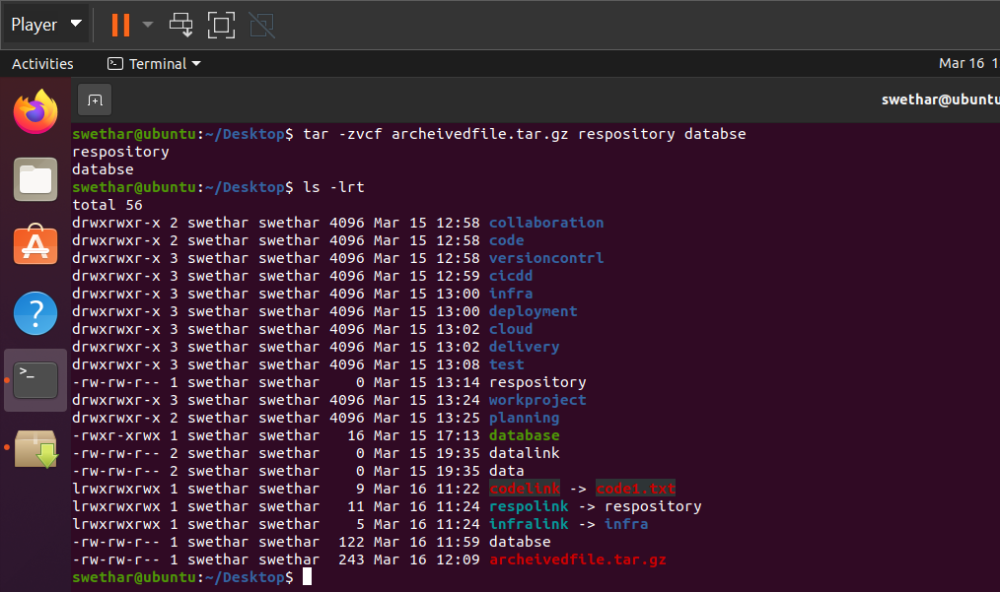 Player
Activities Terminal Mar 16 1
swethar@ubuntu
swethar@ubuntu:~/Desktop$ tar -zvcf archeivedfile.tar.gz respository databse
respository
databse
swethar@ubuntu:~/Desktop$ ls -lrt
total 56
drwxrwxr-x 2 swethar swethar 4096 Mar 15 12:58 collaboration
drwxrwxr-x 2 swethar swethar 4096 Mar 15 12:58 code
drwxrwxr-x 3 swethar swethar 4096 Mar 15 12:58 versioncontrl
drwxrwxr-x 3 swethar swethar 4096 Mar 15 12:59 cicdd
drwxrwxr-x 3 swethar swethar 4096 Mar 15 13:00 infra
drwxrwxr-x 3 swethar swethar 4096 Mar 15 13:00 deployment
drwxrwxr-x 3 swethar swethar 4096 Mar 15 13:02 cloud
drwxrwxr-x 3 swethar swethar 4096 Mar 15 13:02 delivery
drwxrwxr-x 3 swethar swethar 4096 Mar 15 13:08 test
-rw-rw-r-- 1 swethar swethar    0 Mar 15 13:14 respository
drwxrwxr-x 3 swethar swethar 4096 Mar 15 13:24 workproject
drwxrwxr-x 2 swethar swethar 4096 Mar 15 13:25 planning
-rwxr-xrwx 1 swethar swethar   16 Mar 15 17:13 database
-rw-rw-r-- 2 swethar swethar    0 Mar 15 19:35 datalink
-rw-rw-r-- 2 swethar swethar    0 Mar 15 19:35 data
lrwxrwxrwx 1 swethar swethar    9 Mar 16 11:22 codelink -> code1.txt
lrwxrwxrwx 1 swethar swethar   11 Mar 16 11:24 respolink -> respository
lrwxrwxrwx 1 swethar swethar    5 Mar 16 11:24 infralink -> infra
-rw-rw-r-- 1 swethar swethar  122 Mar 16 11:59 databse
-rw-rw-r-- 1 swethar swethar  243 Mar 16 12:09 archeivedfile.tar.gz
swethar@ubuntu:~/Desktop$